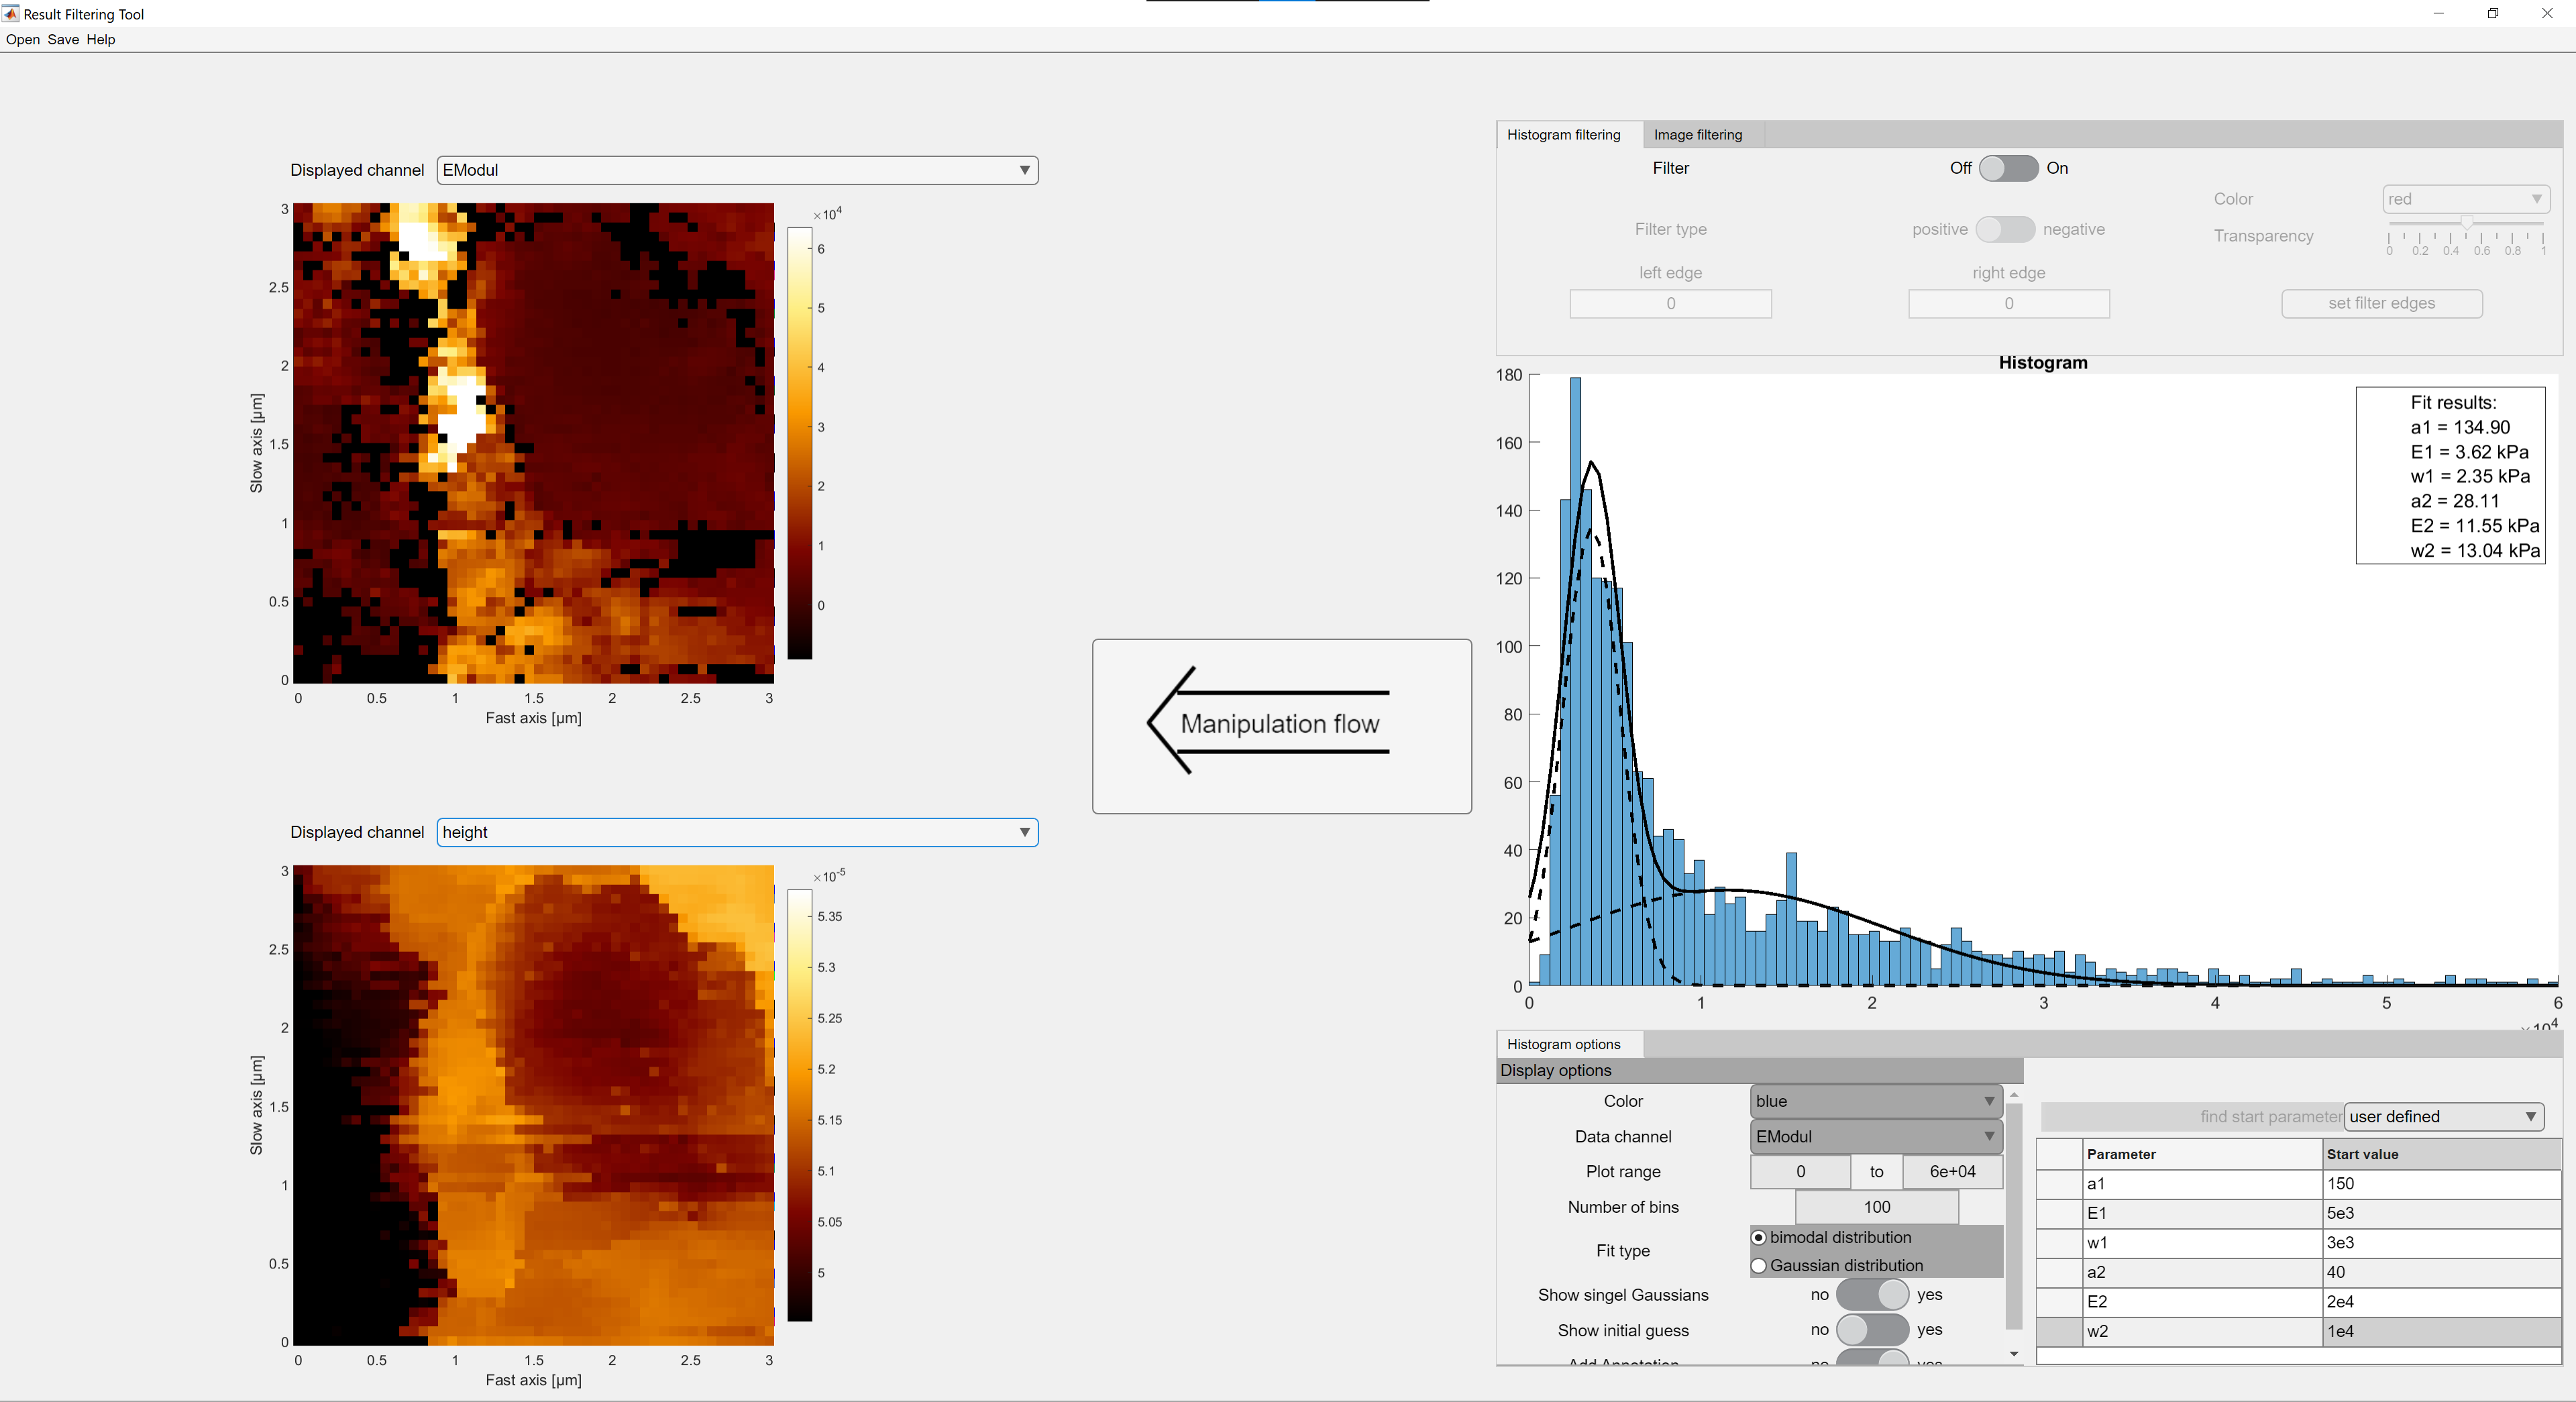 Result Filtering Tool
Open Save Help
Displayed channel EModul
×10^4
3
2.5
2
1.5
1
0.5
0
Slow axis [µm]
6
5
4
3
2
1
0
0 0.5 1 1.5 2 2.5 3
Fast axis [µm]
Displayed channel height
×10^-5
3
2.5
2
1.5
1
0.5
0
Slow axis [µm]
5.35
5.3
5.25
5.2
5.15
5.1
5.05
5
0 0.5 1 1.5 2 2.5 3
Fast axis [µm]
Manipulation flow
Histogram filtering Image filtering
Filter Off On
Color red
Filter type positive negative
Transparency
0 0.2 0.4 0.6 0.8 1
left edge right edge
0 0 set filter edges
Histogram
180
160
140
120
100
80
60
40
20
0
Fit results:
a1 = 134.90
E1 = 3.62 kPa
w1 = 2.35 kPa
a2 = 28.11
E2 = 11.55 kPa
w2 = 13.04 kPa
0 1 2 3 4 5 6
×10^4
Histogram options
Display options
Color blue
Data channel EModul
Plot range 0 to 6e+04
Number of bins 100
Fit type
bimodal distribution
Gaussian distribution
Show singel Gaussians no yes
Show initial guess no yes
Add Annotation no yes
find start parameter user defined
Parameter Start value
a1 150
E1 5e3
w1 3e3
a2 40
E2 2e4
w2 1e4